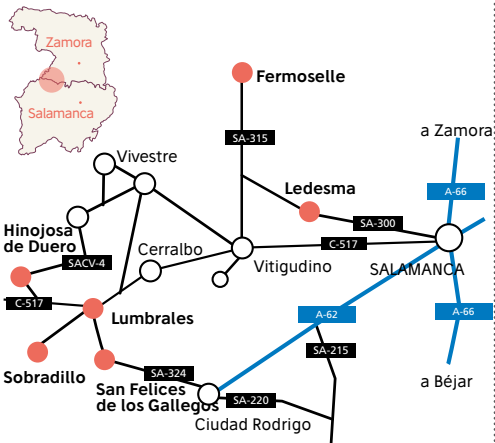 Zamora
Salamanca
Fermoselle
SA-315
a Zamora
Vivestre
A-66
Ledesma
SA-300
Hinojosa
de Duero
SACV-4
Cerralbo
C-517
Vitigudino
SALAMANCA
C-517
Lumbrales
A-62
A-66
SA-215
Sobradillo
SA-324
San Felices
de los Gallegos
SA-220
a Béjar
Ciudad Rodrigo